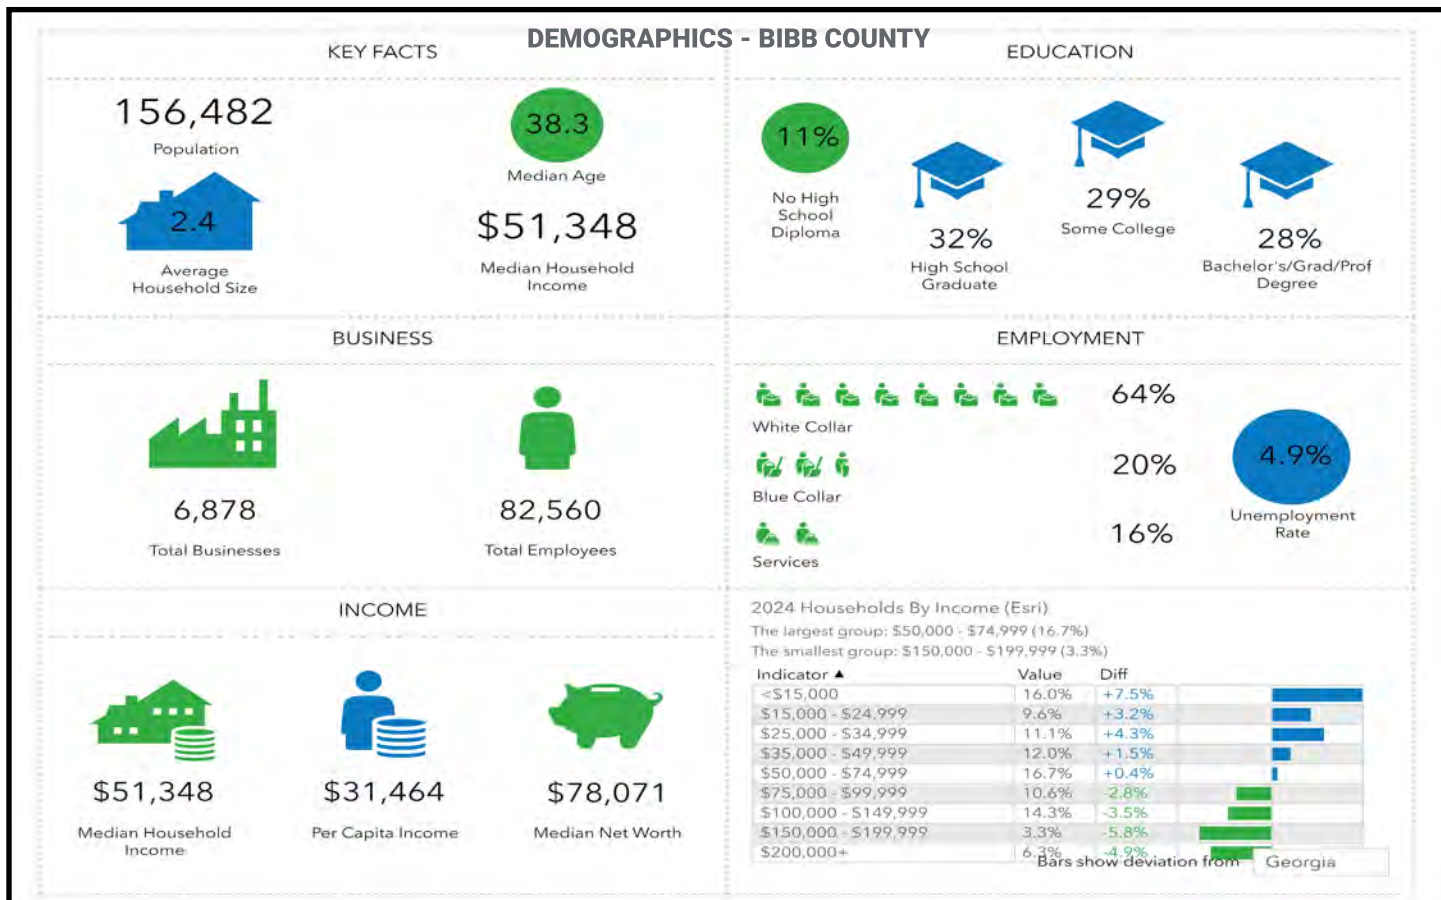 DEMOGRAPHICS - BIBB COUNTY
KEY FACTS
156,482
Population
38.3
Median Age
2.4
Average
Household Size
$51,348
Median Household
Income
EDUCATION
11%
No High
School
Diploma
32%
High School
Graduate
29%
Some College
28%
Bachelor's/Grad/Prof
Degree
BUSINESS
6,878
Total Businesses
82,560
Total Employees
EMPLOYMENT
64%
White Collar
20%
Blue Collar
16%
Services
4.9%
Unemployment
Rate
INCOME
$51,348
Median Household
Income
$31,464
Per Capita Income
$78,071
Median Net Worth
2024 Households By Income (Esri)
The largest group: $50,000 - $74,999 (16.7%)
The smallest group: $150,000 - $199,999 (3.3%)
Indicator ▲ Value Diff
<$15,000 16.0% +7.5%
$15,000 - $24,999 9.6% +3.2%
$25,000 - $34,999 11.1% +4.3%
$35,000 - $49,999 12.0% +1.5%
$50,000 - $74,999 16.7% +0.4%
$75,000 - $99,999 10.6% -2.8%
$100,000 - $149,999 14.3% -3.5%
$150,000 - $199,999 3.3% -5.8%
$200,000+ 6.3% -4.9%
Bars show deviation from Georgia